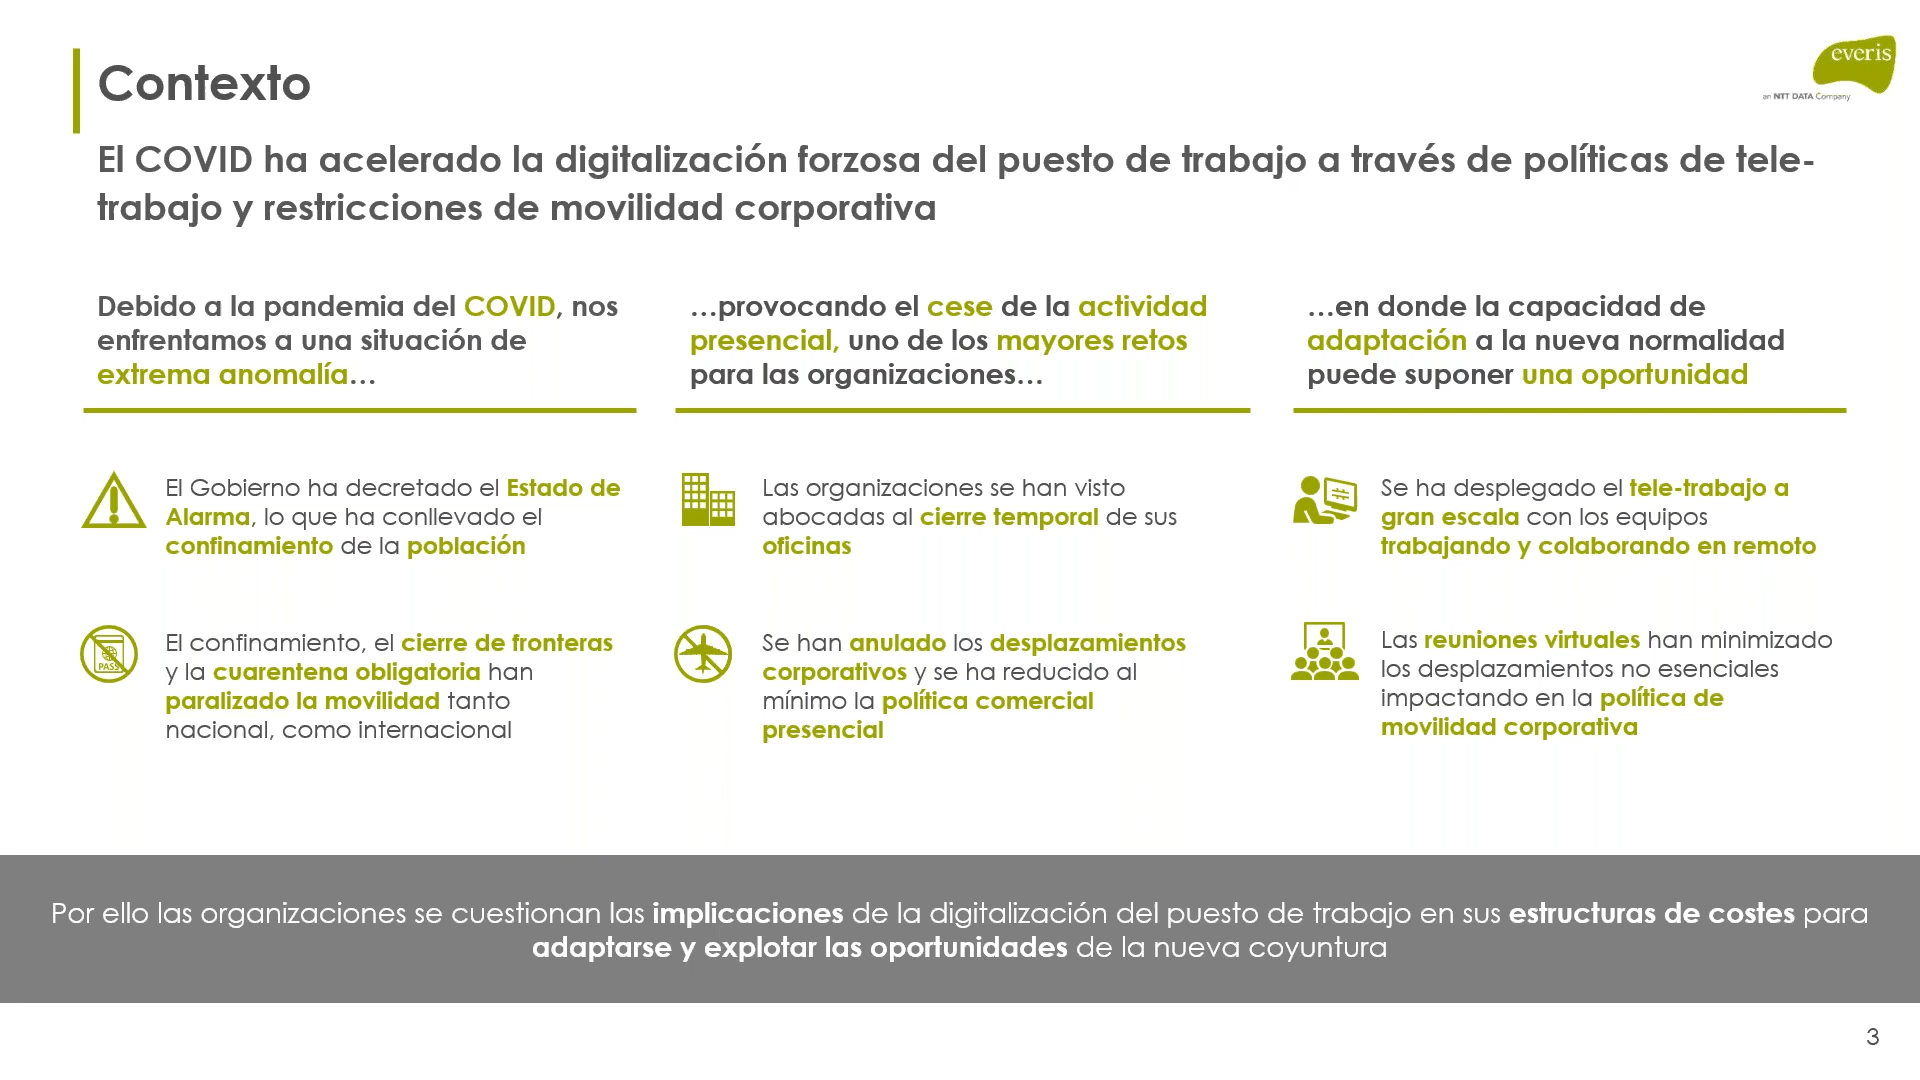 Contexto
everis
an NTT DATA Company
El COVID ha acelerado la digitalización forzosa del puesto de trabajo a través de políticas de tele-
trabajo y restricciones de movilidad corporativa
Debido a la pandemia del COVID, nos
enfrentamos a una situación de
extrema anomalía…
El Gobierno ha decretado el Estado de
Alarma, lo que ha conllevado el
confinamiento de la población
PASS
El confinamiento, el cierre de fronteras
y la cuarentena obligatoria han
paralizado la movilidad tanto
nacional, como internacional
…provocando el cese de la actividad
presencial, uno de los mayores retos
para las organizaciones…
Las organizaciones se han visto
abocadas al cierre temporal de sus
oficinas
Se han anulado los desplazamientos
corporativos y se ha reducido al
mínimo la política comercial
presencial
…en donde la capacidad de
adaptación a la nueva normalidad
puede suponer una oportunidad
Se ha desplegado el tele-trabajo a
gran escala con los equipos
trabajando y colaborando en remoto
Las reuniones virtuales han minimizado
los desplazamientos no esenciales
impactando en la política de
movilidad corporativa
Por ello las organizaciones se cuestionan las implicaciones de la digitalización del puesto de trabajo en sus estructuras de costes para
adaptarse y explotar las oportunidades de la nueva coyuntura
3